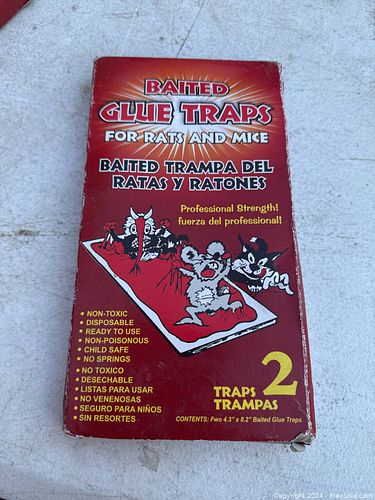 BAITED
GLUE TRAPS
FOR RATS AND MICE
BAITED TRAMPA DEL
RATAS Y RATONES
Professional Strength!
fuerza del professional!
• NON-TOXIC
• DISPOSABLE
• READY TO USE
• NON-POISONOUS
• CHILD SAFE
• NO SPRINGS
• NO TOXICO
• DESECHABLE
• LISTAS PARA USAR
• NO VENENOSAS
• SEGURO PARA NIÑOS
• SIN RESORTES
TRAPS
TRAMPAS
2
CONTENTS: Two 4.3" x 8.2" Baited Glue Traps
Copyright 2024 - MaxSold.com